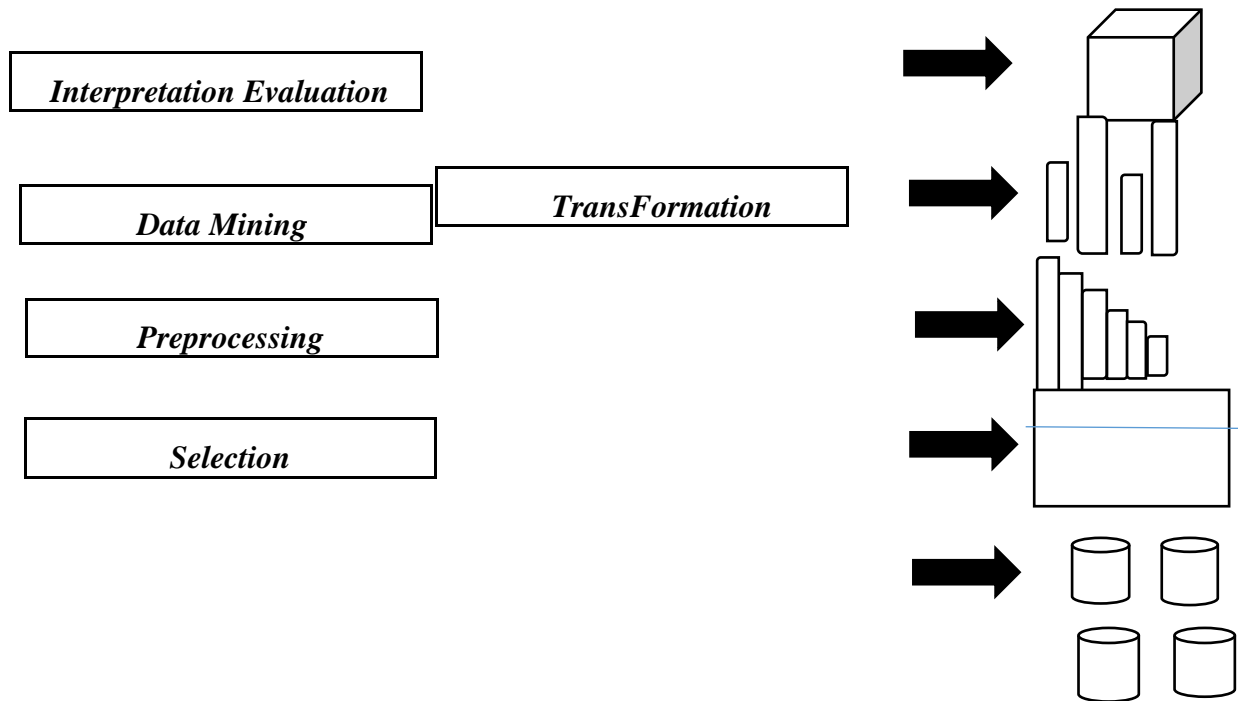 Interpretation Evaluation
TransFormation
Data Mining
Preprocessing
Selection